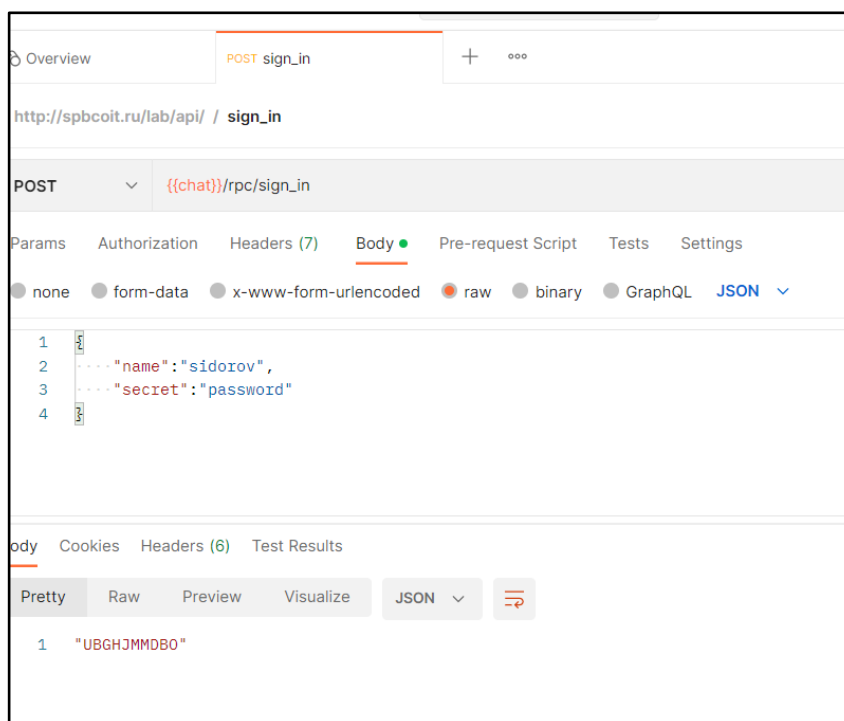 Overview POST sign_in + ooo
http://spbcoit.ru/lab/api/ / sign_in
POST {{chat}}/rpc/sign_in
Params Authorization Headers (7) Body Pre-request Script Tests Settings
none form-data x-www-form-urlencoded raw binary GraphQL JSON
1 {
2 ····"name":"sidorov",
3 ····"secret":"password"
4 }
ody Cookies Headers (6) Test Results
Pretty Raw Preview Visualize JSON
1 "UBGHJMMDBO"